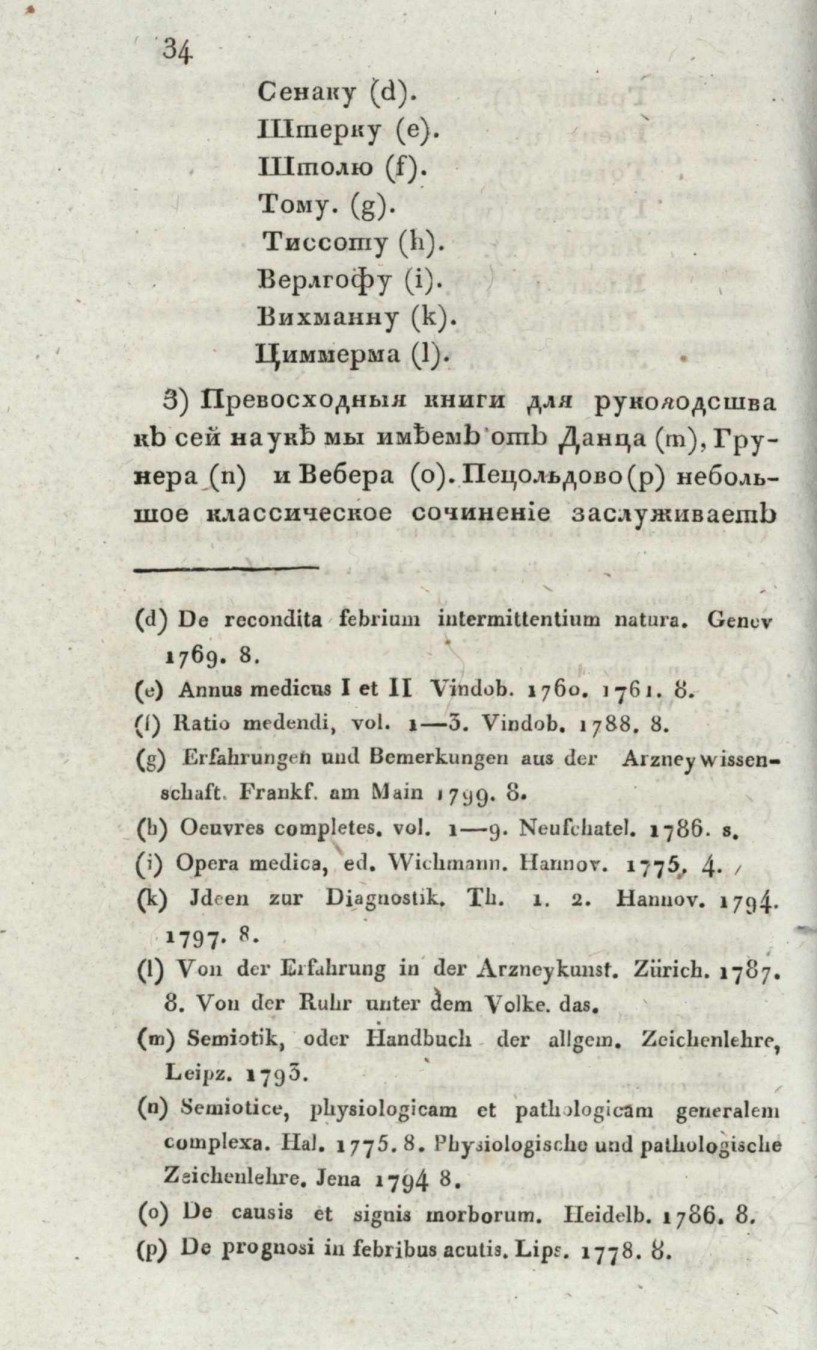 34
Сенаку (d).
Штерку (e).
Штолю (f).
Тому. (g).
Тиссоту (h).
Верлгофу (i).
Вихманну (k).
Циммерма (l).
3) Превосходныя книги для руколодсшва
къ сей наукѣ мы имѣемъ отъ Данца (m), Гру-
нера (n) и Вебера (o). Пецольдово (p) неболь-
шое классическое сочиненіе заслуживаетъ
(d) De recondita febrium intermittentium natura. Genev
1769. 8.
(e) Annus medicus I et II Vindob. 1760. 1761. 8.
(f) Ratio medendi, vol. 1—3. Vindob. 1788. 8.
(g) Erfahrungen und Bemerkungen aus der Arzneywissen-
schaft. Frankf. am Main 1799. 8.
(h) Oeuvres completes. vol. 1—9. Neufchatel. 1786. s.
(i) Opera medica, ed. Wichmann. Hannov. 1775. 4.
(k) Jdeen zur Diagnostik. Th. 1. 2. Hannov. 1794.
1797. 8.
(l) Von der Erfahrung in der Arzneykunst. Zürich. 1787.
8. Von der Ruhr unter dem Volke. das.
(m) Semiotik, oder Handbuch der allgem. Zeichenlehre,
Leipz. 1793.
(n) Semiotice, physiologicam et pathologicam generalem
complexa. Hal. 1775. 8. Physiologische und pathologische
Zeichenlehre. Jena 1794 8.
(o) De causis et signis morborum. Heidelb. 1786. 8.
(p) De prognosi in febribus acutis. Lips. 1778. 8.